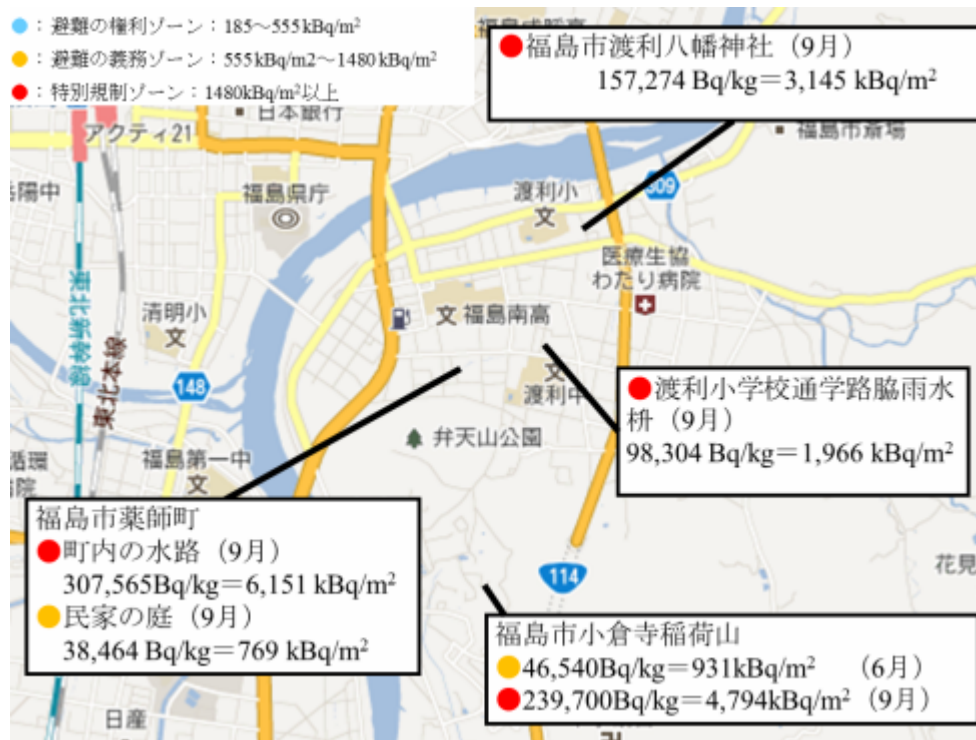 ●：避難の権利ゾーン：185～555kBq/m²
●：避難の義務ゾーン：555kBq/m2～1480kBq/m²
●：特別規制ゾーン：1480kBq/m²以上
●福島市渡利八幡神社（9月）
157,274 Bq/kg＝3,145 kBq/m²
日本銀行
アクティ21
福島市斎場
岳陽中
福島県庁
渡利小
文
309
医療生協
わたり病院
清明小
文
文 福島南高
東北新幹線
東北本線
148
文
渡利中
●渡利小学校通学路脇雨水
枡（9月）
98,304 Bq/kg＝1,966 kBq/m²
弁天山公園
福島第一中
文
福島市薬師町
●町内の水路（9月）
307,565Bq/kg＝6,151 kBq/m²
●民家の庭（9月）
38,464 Bq/kg＝769 kBq/m²
114
花見
福島市小倉寺稲荷山
●46,540Bq/kg＝931kBq/m² （6月）
●239,700Bq/kg＝4,794kBq/m²（9月）
日産